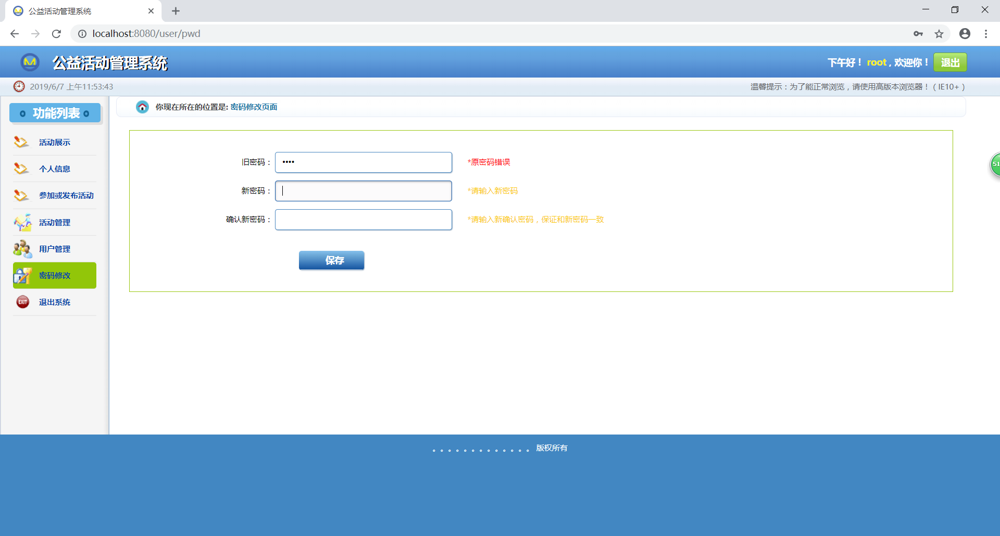 公益活动管理系统
localhost:8080/user/pwd
公益活动管理系统
下午好！ root，欢迎你！ 退出
2019/6/7 上午11:53:43
温馨提示：为了能正常浏览，请使用高版本浏览器！（IE10+）
功能列表
你现在所在的位置是: 密码修改页面
活动展示
个人信息
参加或发布活动
活动管理
用户管理
密码修改
EXIT 退出系统
旧密码： •••• *原密码错误
新密码： *请输入新密码
确认新密码： *请输入新确认密码，保证和新密码一致
保存
51
。。。。。。。。。。。。。 版权所有